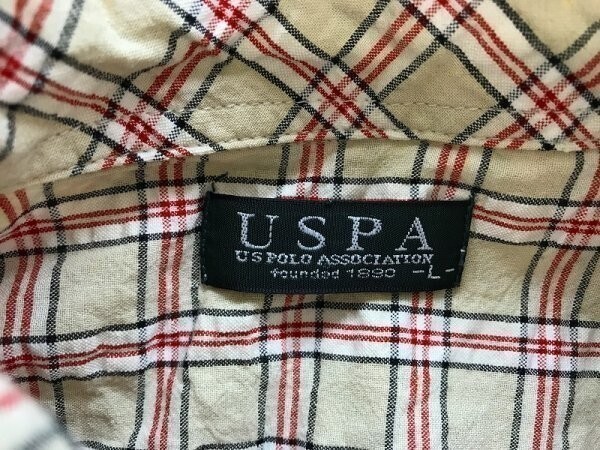 USPA
US POLO ASSOCIATION
founded 1890 -L-